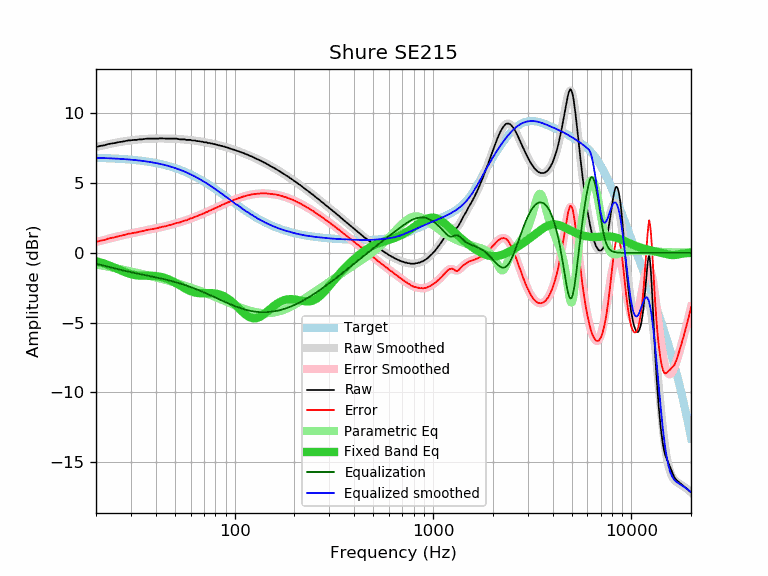 Shure SE215
Amplitude (dBr)
10
5
0
−5
−10
−15
Target
Raw Smoothed
Error Smoothed
Raw
Error
Parametric Eq
Fixed Band Eq
Equalization
Equalized smoothed
100
1000
10000
Frequency (Hz)